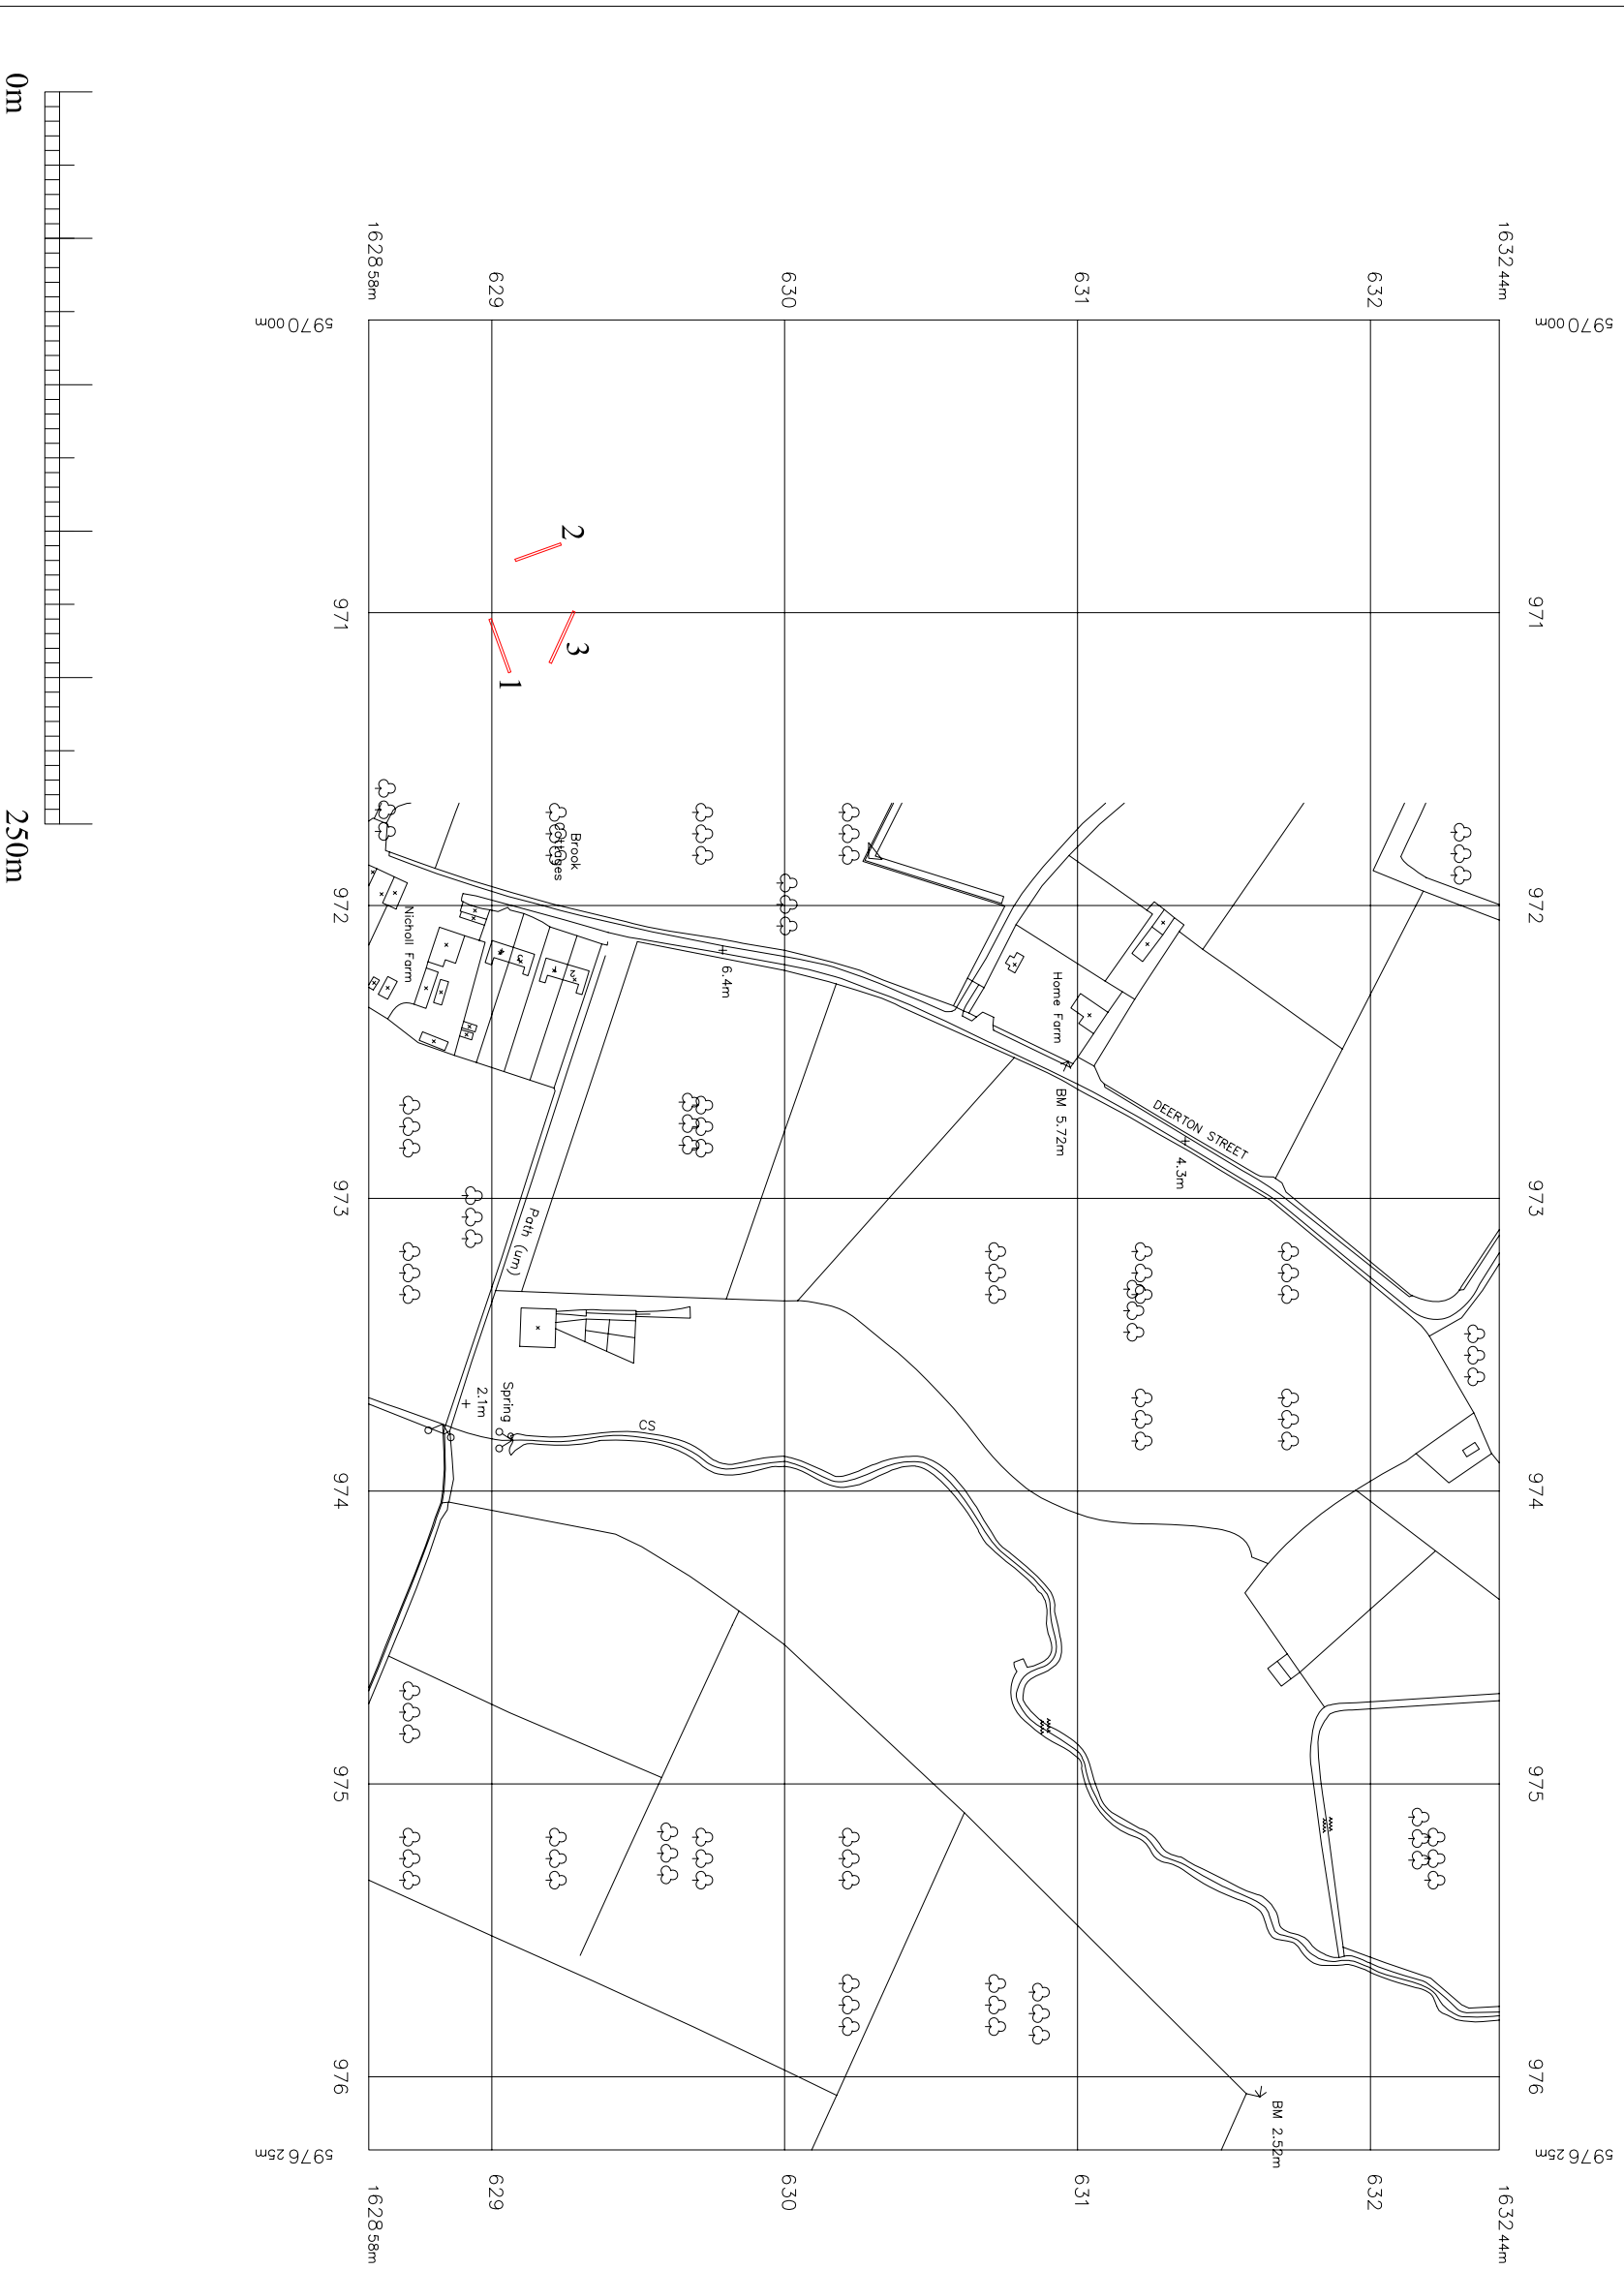 0m
250m
1628 58m
629
630
631
632
1632 44m
5970 00m
5970 00m
971
971
972
972
973
973
974
974
975
975
976
976
5976 25m
5976 25m
1628 58m
629
630
631
632
1632 44m
2
3
1
Brook
Cottages
Nicholl Farm
6.4m
Home Farm
BM 5.72m
DEERTON STREET
4.3m
Path (um)
Spring
2.1m
CS
BM 2.52m